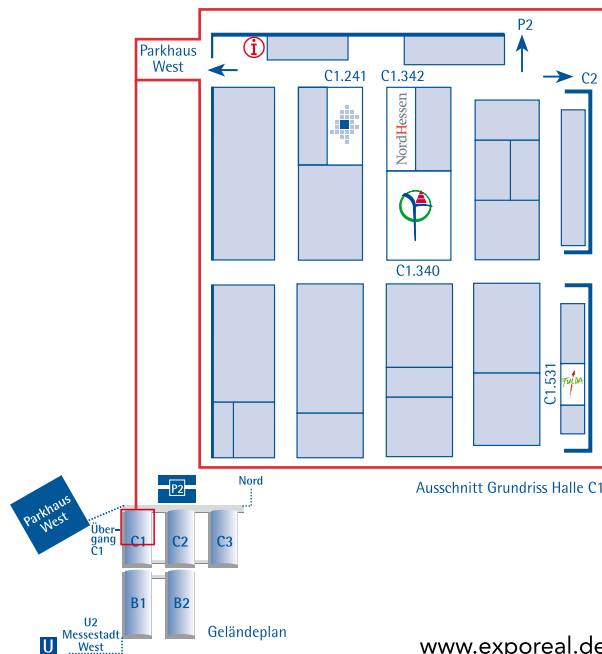 P2
Parkhaus
West
i
C2
C1.241
C1.342
NordHessen
C1.340
C1.531
FULDA
Ausschnitt Grundriss Halle C1
P2
Nord
Parkhaus
West
Über-
gang
C1
C1
C2
C3
B1
B2
U2
Messestadt
West
U
Geländeplan
www.exporeal.de